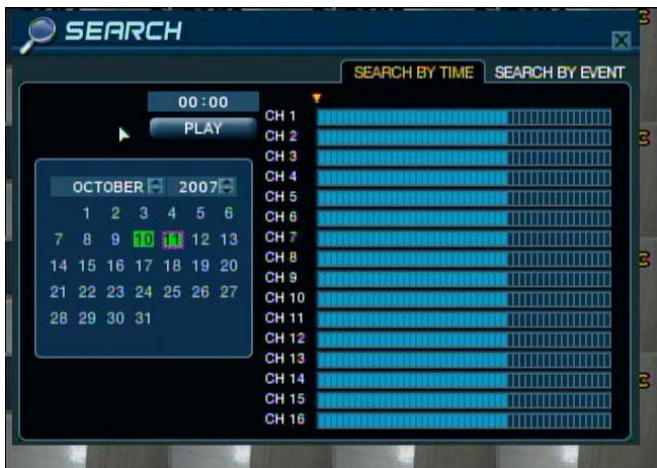 SEARCH
SEARCH BY TIME SEARCH BY EVENT
00:00
PLAY
OCTOBER 2007
1 2 3 4 5 6
7 8 9 10 11 12 13
14 15 16 17 18 19 20
21 22 23 24 25 26 27
28 29 30 31
CH 1
CH 2
CH 3
CH 4
CH 5
CH 6
CH 7
CH 8
CH 9
CH 10
CH 11
CH 12
CH 13
CH 14
CH 15
CH 16